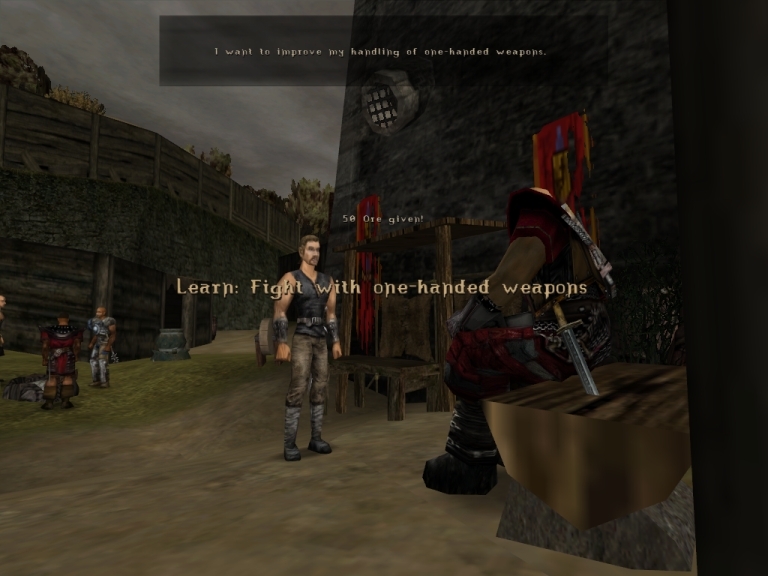 I want to improve my handling of one-handed weapons.
50 Ore given!
Learn: Fight with one-handed weapons